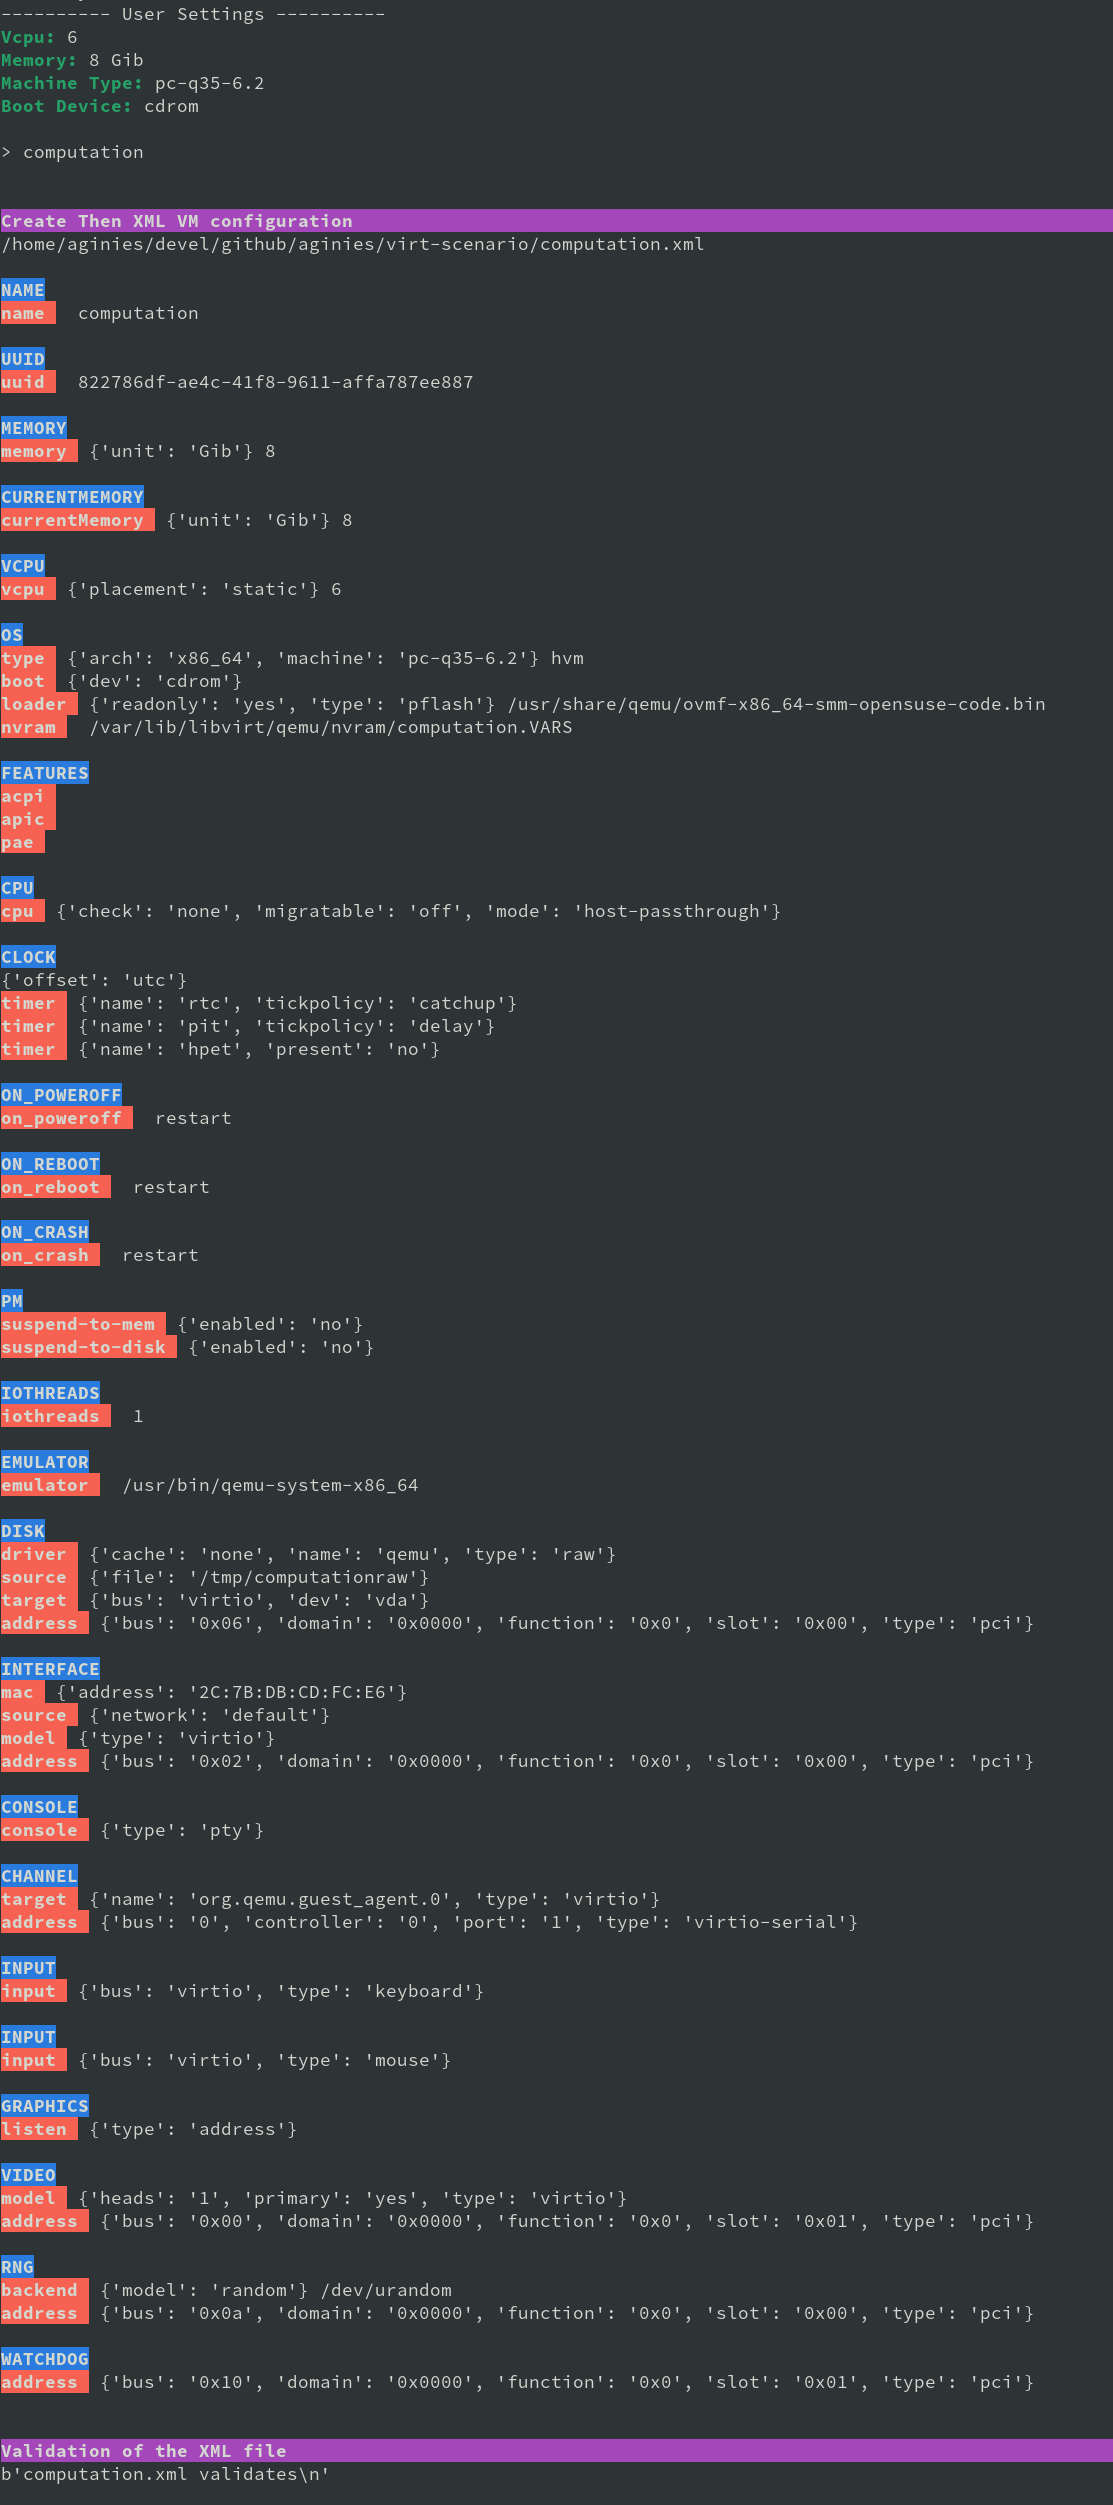 ---------- User Settings ----------
Vcpu: 6
Memory: 8 Gib
Machine Type: pc-q35-6.2
Boot Device: cdrom
> computation
Create Then XML VM configuration
/home/aginies/devel/github/aginies/virt-scenario/computation.xml
NAME
name computation
UUID
uuid 822786df-ae4c-41f8-9611-affa787ee887
MEMORY
memory {'unit': 'Gib'} 8
CURRENTMEMORY
currentMemory {'unit': 'Gib'} 8
VCPU
vcpu {'placement': 'static'} 6
OS
type {'arch': 'x86_64', 'machine': 'pc-q35-6.2'} hvm
boot {'dev': 'cdrom'}
loader {'readonly': 'yes', 'type': 'pflash'} /usr/share/qemu/ovmf-x86_64-smm-opensuse-code.bin
nvram /var/lib/libvirt/qemu/nvram/computation.VARS
FEATURES
acpi
apic
pae
CPU
cpu {'check': 'none', 'migratable': 'off', 'mode': 'host-passthrough'}
CLOCK
{'offset': 'utc'}
timer {'name': 'rtc', 'tickpolicy': 'catchup'}
timer {'name': 'pit', 'tickpolicy': 'delay'}
timer {'name': 'hpet', 'present': 'no'}
ON_POWEROFF
on_poweroff restart
ON_REBOOT
on_reboot restart
ON_CRASH
on_crash restart
PM
suspend-to-mem {'enabled': 'no'}
suspend-to-disk {'enabled': 'no'}
IOTHREADS
iothreads 1
EMULATOR
emulator /usr/bin/qemu-system-x86_64
DISK
driver {'cache': 'none', 'name': 'qemu', 'type': 'raw'}
source {'file': '/tmp/computationraw'}
target {'bus': 'virtio', 'dev': 'vda'}
address {'bus': '0x06', 'domain': '0x0000', 'function': '0x0', 'slot': '0x00', 'type': 'pci'}
INTERFACE
mac {'address': '2C:7B:DB:CD:FC:E6'}
source {'network': 'default'}
model {'type': 'virtio'}
address {'bus': '0x02', 'domain': '0x0000', 'function': '0x0', 'slot': '0x00', 'type': 'pci'}
CONSOLE
console {'type': 'pty'}
CHANNEL
target {'name': 'org.qemu.guest_agent.0', 'type': 'virtio'}
address {'bus': '0', 'controller': '0', 'port': '1', 'type': 'virtio-serial'}
INPUT
input {'bus': 'virtio', 'type': 'keyboard'}
INPUT
input {'bus': 'virtio', 'type': 'mouse'}
GRAPHICS
listen {'type': 'address'}
VIDEO
model {'heads': '1', 'primary': 'yes', 'type': 'virtio'}
address {'bus': '0x00', 'domain': '0x0000', 'function': '0x0', 'slot': '0x01', 'type': 'pci'}
RNG
backend {'model': 'random'} /dev/urandom
address {'bus': '0x0a', 'domain': '0x0000', 'function': '0x0', 'slot': '0x00', 'type': 'pci'}
WATCHDOG
address {'bus': '0x10', 'domain': '0x0000', 'function': '0x0', 'slot': '0x01', 'type': 'pci'}
Validation of the XML file
b'computation.xml validates\n'